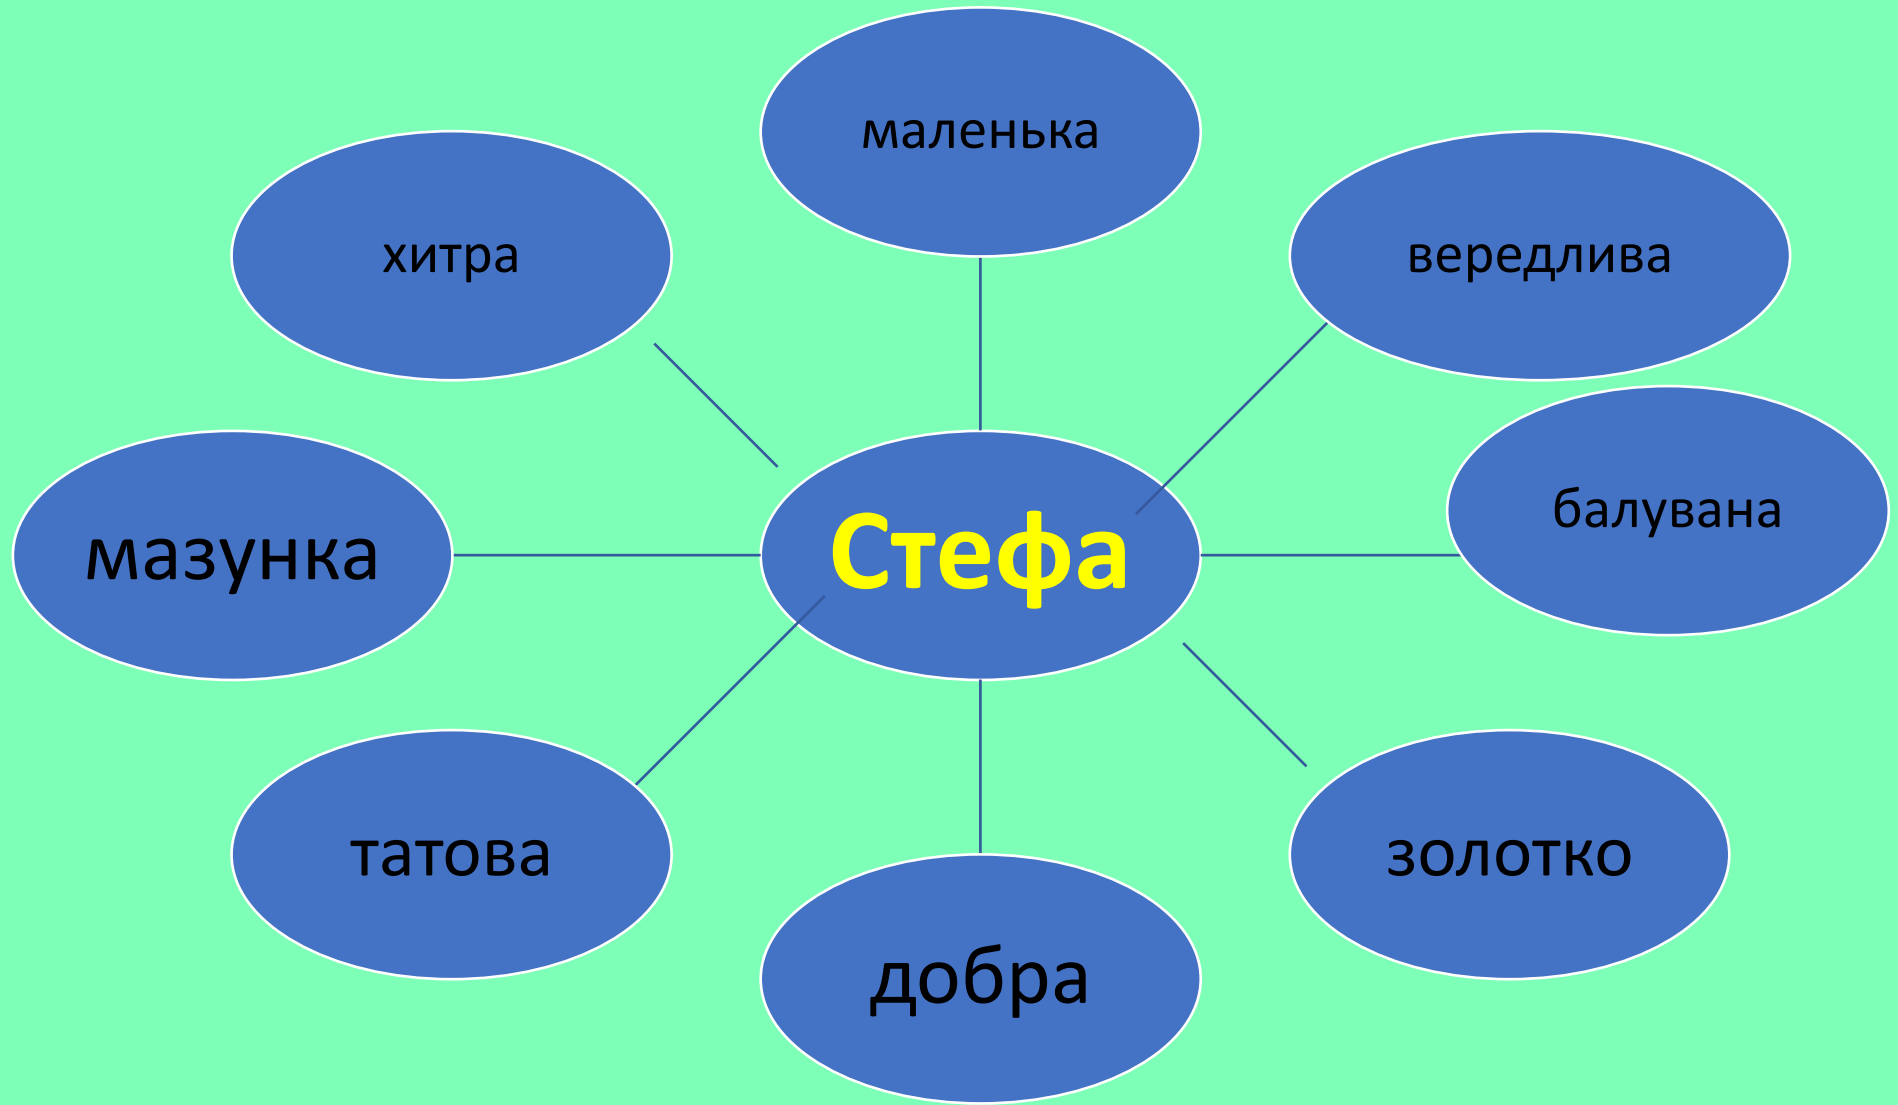 маленька
хитра
вередлива
балувана
мазунка
Стефа
татова
золотко
добра